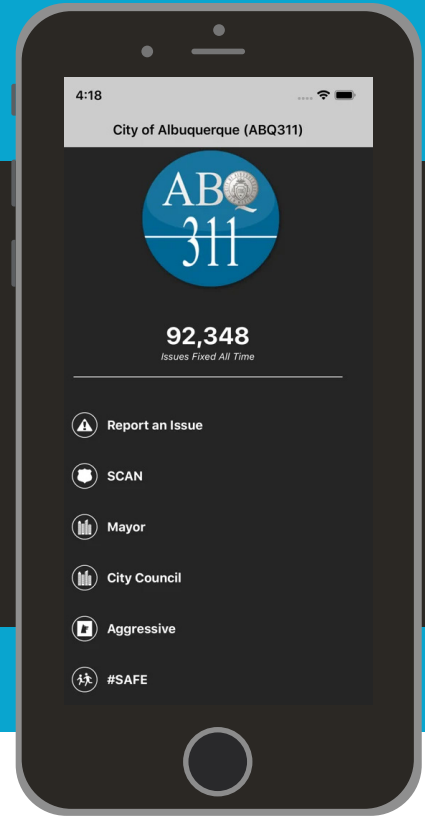 4:18
City of Albuquerque (ABQ311)
ABQ
311
92,348
Issues Fixed All Time
Report an Issue
SCAN
Mayor
City Council
Aggressive
#SAFE